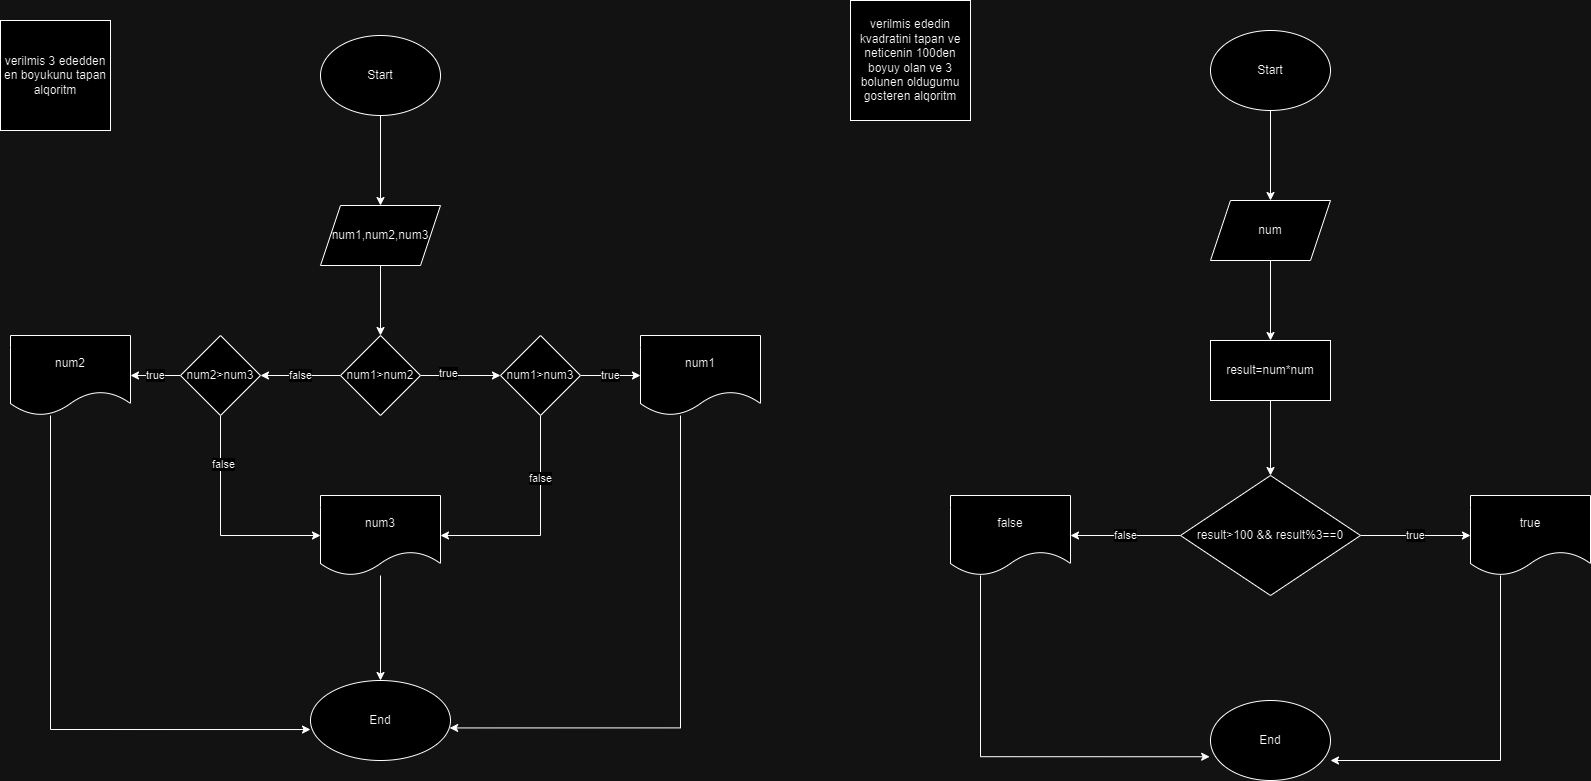 verilmis 3 ededden
en boyukunu tapan
alqoritm
Start
num1,num2,num3
num2
true
num2>num3
false
num1>num2
true
num1>num3
true
num1
false
false
num3
End
verilmis ededin
kvadratini tapan ve
neticenin 100den
boyuy olan ve 3
bolunen oldugumu
gosteren alqoritm
Start
num
result=num*num
false
false
result>100 && result%3==0
true
true
End